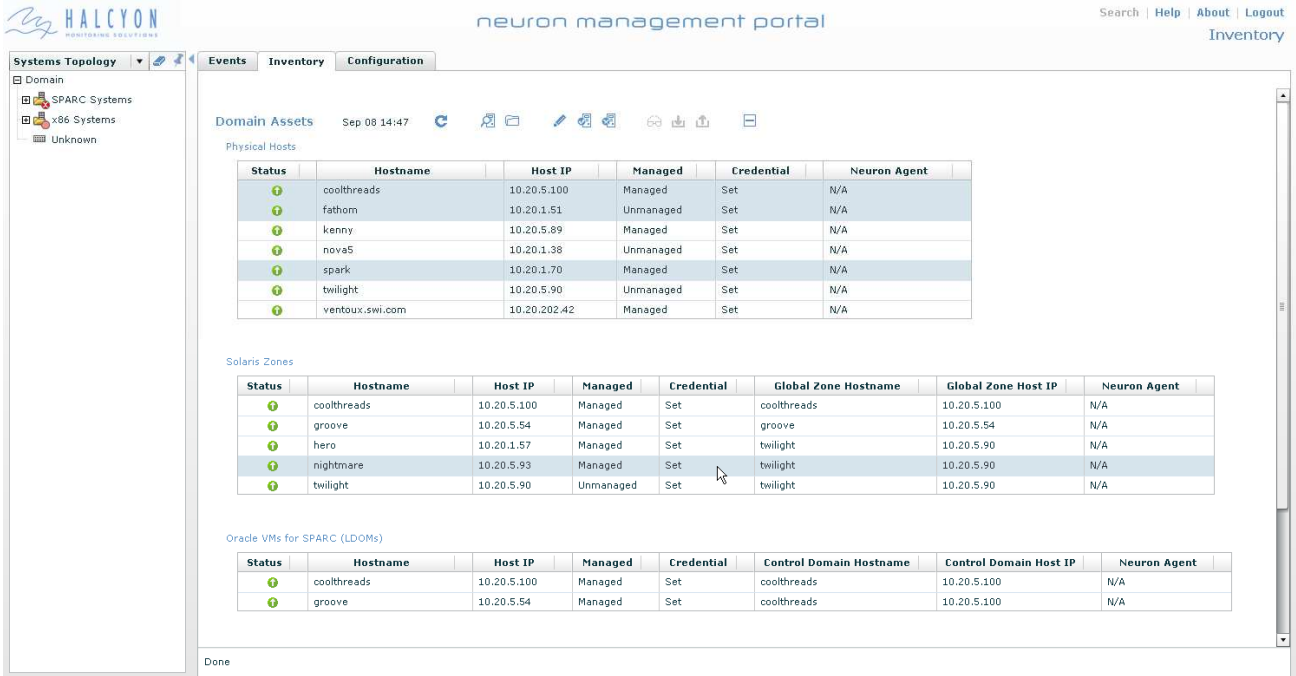 HALCYON
MONITORING SOLUTIONS
neuron management portal
Search | Help | About | Logout
Inventory
Systems Topology
Domain
SPARC Systems
x86 Systems
Unknown
Events Inventory Configuration
Domain Assets Sep 08 14:47
Physical Hosts
Status Hostname Host IP Managed Credential Neuron Agent
coolthreads 10.20.5.100 Managed Set N/A
fathom 10.20.1.51 Unmanaged Set N/A
kenny 10.20.5.89 Managed Set N/A
nova5 10.20.1.38 Unmanaged Set N/A
spark 10.20.1.70 Managed Set N/A
twilight 10.20.5.90 Unmanaged Set N/A
ventoux.swi.com 10.20.202.42 Managed Set N/A
Solaris Zones
Status Hostname Host IP Managed Credential Global Zone Hostname Global Zone Host IP Neuron Agent
coolthreads 10.20.5.100 Managed Set coolthreads 10.20.5.100 N/A
groove 10.20.5.54 Managed Set groove 10.20.5.54 N/A
hero 10.20.1.57 Managed Set twilight 10.20.5.90 N/A
nightmare 10.20.5.93 Managed Set twilight 10.20.5.90 N/A
twilight 10.20.5.90 Unmanaged Set twilight 10.20.5.90 N/A
Oracle VMs for SPARC (LDOMs)
Status Hostname Host IP Managed Credential Control Domain Hostname Control Domain Host IP Neuron Agent
coolthreads 10.20.5.100 Managed Set coolthreads 10.20.5.100 N/A
groove 10.20.5.54 Managed Set coolthreads 10.20.5.100 N/A
Done